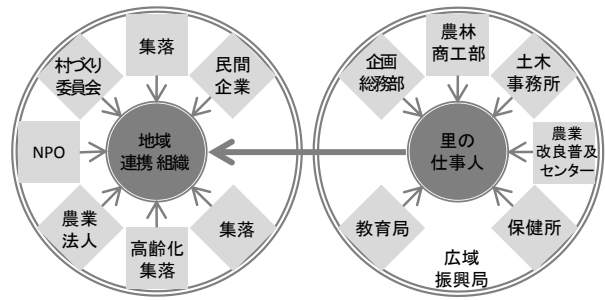 集落
村づくり
委員会
民間
企業
NPO
地域
連携組織
農業
法人
高齢化
集落
集落
農林
商工部
企画
総務部
土木
事務所
里の
仕事人
農業
改良普及
センター
教育局
保健所
広域
振興局